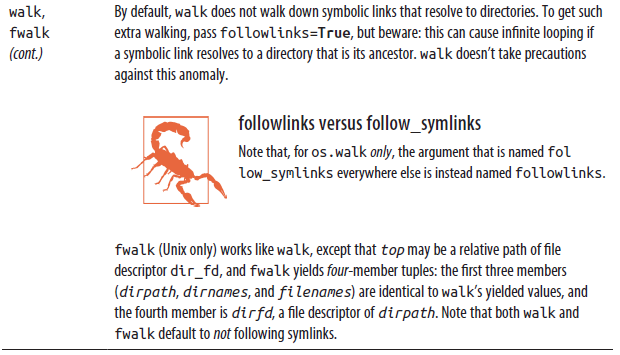 walk,
fwalk
(cont.)
By default, walk does not walk down symbolic links that resolve to directories. To get such
extra walking, pass followlinks=True, but beware: this can cause infinite looping if
a symbolic link resolves to a directory that is its ancestor. walk doesn’t take precautions
against this anomaly.
followlinks versus follow_symlinks
Note that, for os.walk only, the argument that is named fol
low_symlinks everywhere else is instead named followlinks.
fwalk (Unix only) works like walk, except that top may be a relative path of file
descriptor dir_fd, and fwalk yields four-member tuples: the first three members
(dirpath, dirnames, and filenames) are identical to walk’s yielded values, and
the fourth member is dirfd, a file descriptor of dirpath. Note that both walk and
fwalk default to not following symlinks.